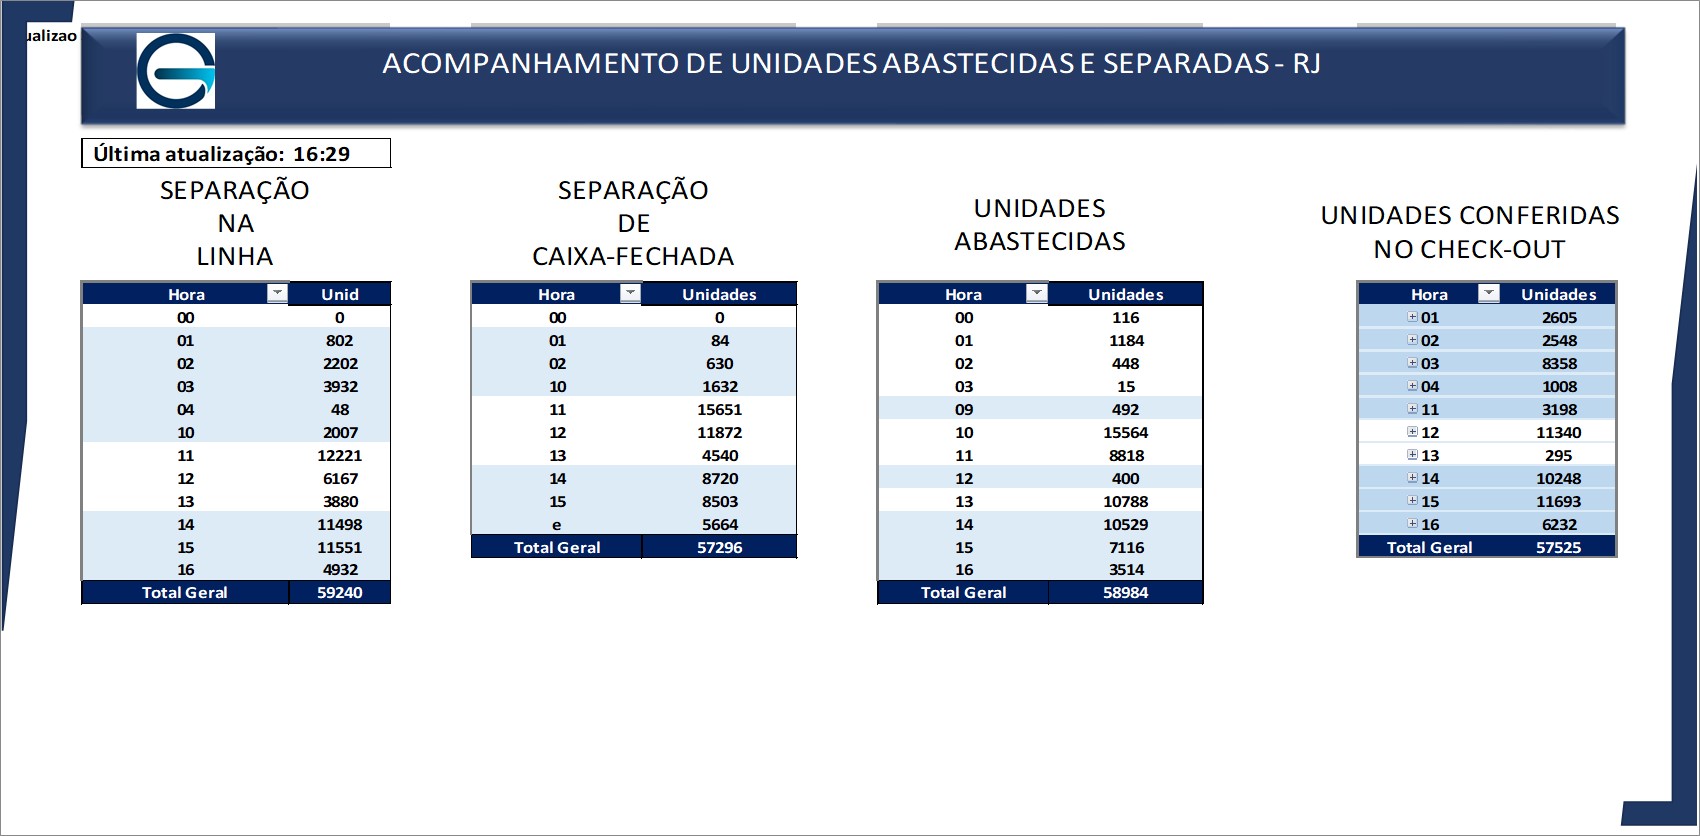 ualizao
ACOMPANHAMENTO DE UNIDADES ABASTECIDAS E SEPARADAS - RJ
Última atualização: 16:29
SEPARAÇÃO
NA
LINHA
Hora Unid
00 0
01 802
02 2202
03 3932
04 48
10 2007
11 12221
12 6167
13 3880
14 11498
15 11551
16 4932
Total Geral 59240
SEPARAÇÃO
DE
CAIXA-FECHADA
Hora Unidades
00 0
01 84
02 630
10 1632
11 15651
12 11872
13 4540
14 8720
15 8503
e 5664
Total Geral 57296
UNIDADES
ABASTECIDAS
Hora Unidades
00 116
01 1184
02 448
03 15
09 492
10 15564
11 8818
12 400
13 10788
14 10529
15 7116
16 3514
Total Geral 58984
UNIDADES CONFERIDAS
NO CHECK-OUT
Hora Unidades
01 2605
02 2548
03 8358
04 1008
11 3198
12 11340
13 295
14 10248
15 11693
16 6232
Total Geral 57525